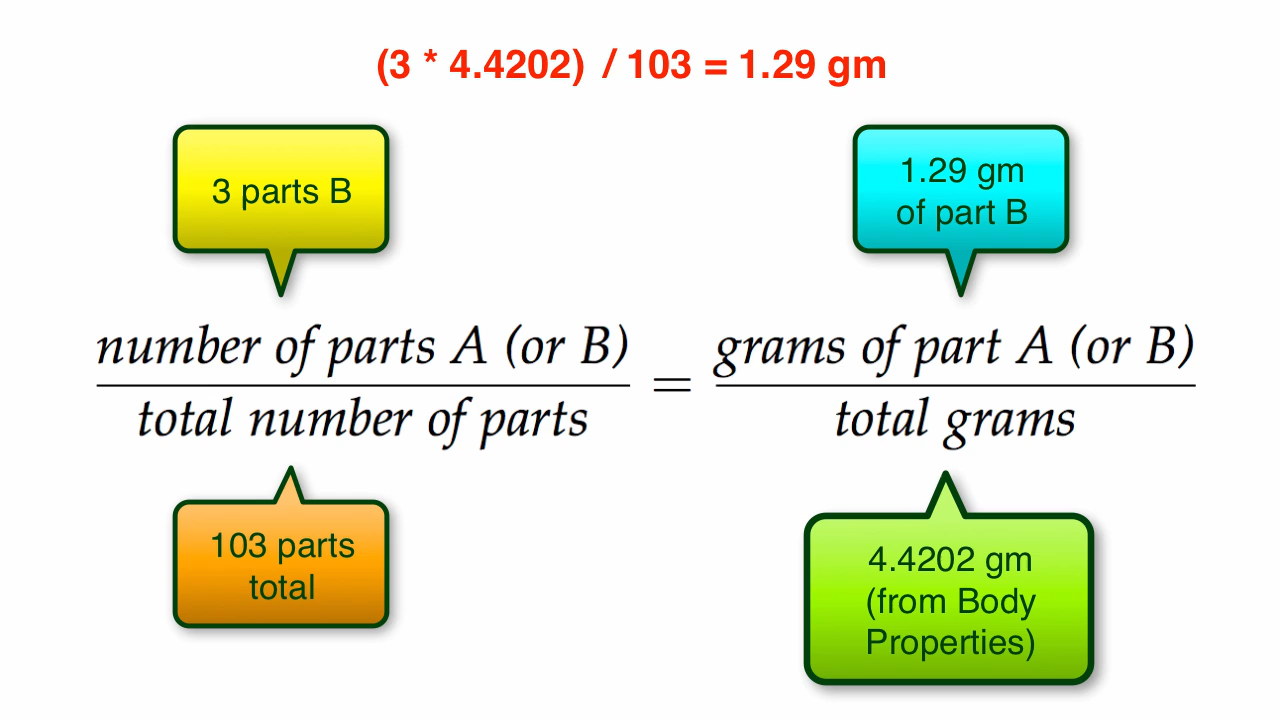 (3 * 4.4202) / 103 = 1.29 gm
3 parts B
1.29 gm
of part B
number of parts A (or B)
total number of parts
=
grams of part A (or B)
total grams
103 parts
total
4.4202 gm
(from Body
Properties)